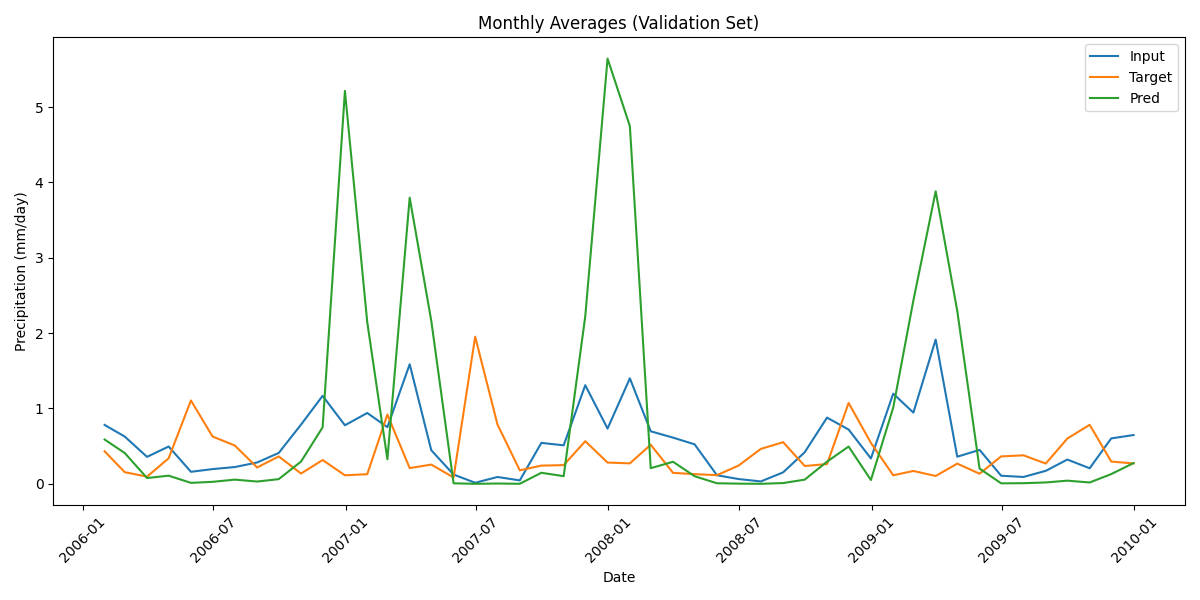 Monthly Averages (Validation Set)
Input
Target
Pred
Precipitation (mm/day)
5
4
3
2
1
0
2006-01
2006-07
2007-01
2007-07
2008-01
2008-07
2009-01
2009-07
2010-01
Date